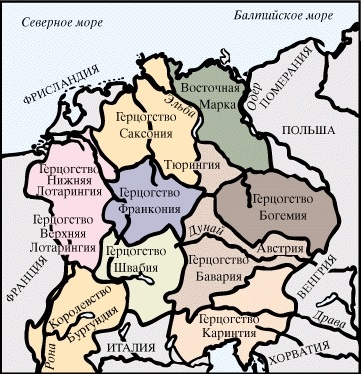 Северное море
Балтийское море
ФРИСЛАНДИЯ
Эльба
Восточная
Марка
Одер
ПОМЕРАНИЯ
Герцогство
Саксония
ПОЛЬША
Тюрингия
Герцогство
Нижняя
Лотарингия
Герцогство
Франкония
Герцогство
Богемия
Герцогство
Верхняя
Лотарингия
Дунай
Австрия
Герцогство
Швабия
Герцогство
Бавария
ФРАНЦИЯ
ВЕНГРИЯ
Королевство
Бургундия
Герцогство
Каринтия
Драва
Рона
ИТАЛИЯ
ХОРВАТИЯ